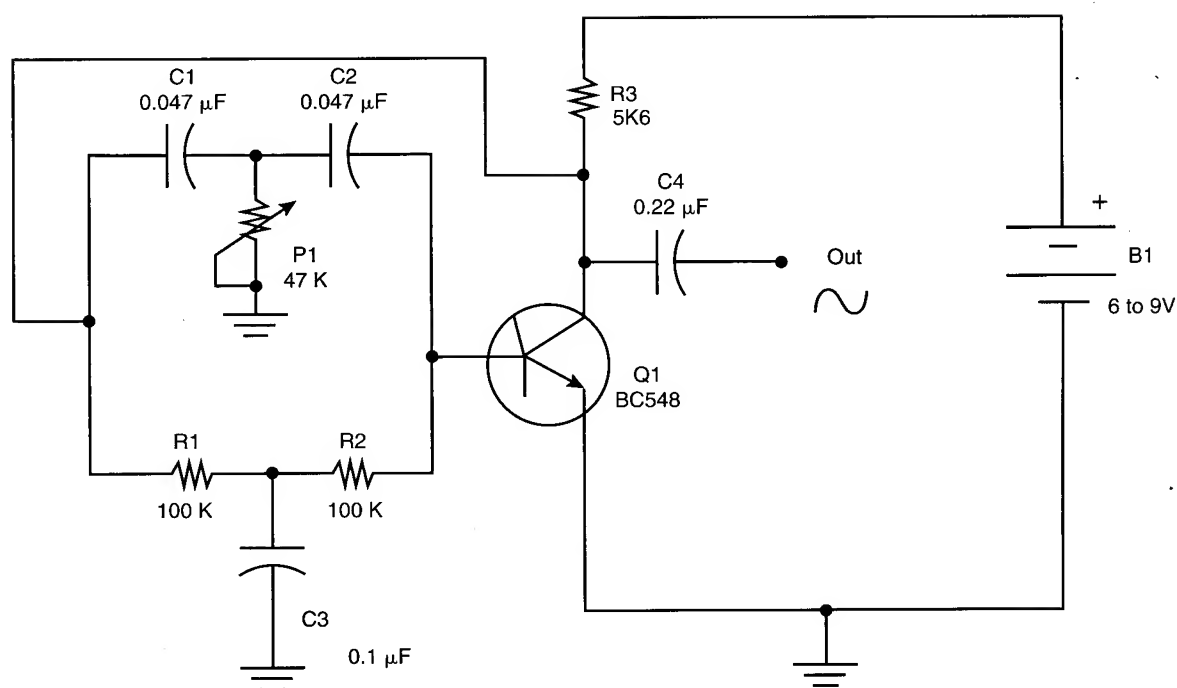 C1
0.047 µF
C2
0.047 µF
R3
5K6
C4
0.22 µF
+
P1
47 K
Out
B1
6 to 9V
Q1
BC548
R1
100 K
R2
100 K
C3
0.1 µF